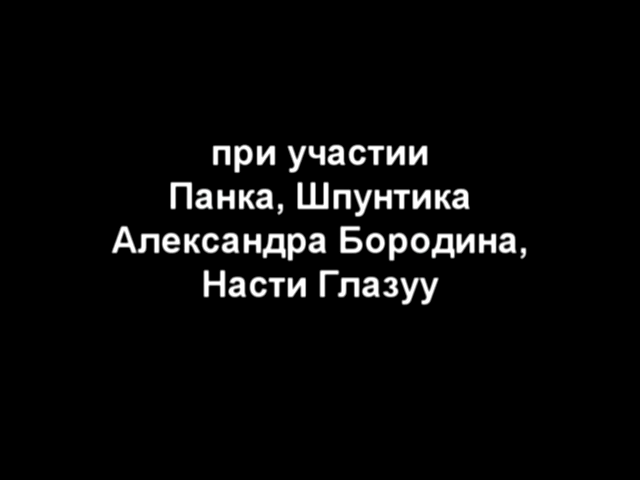 при участии
Панка, Шпунтика
Александра Бородина,
Насти Глазуу